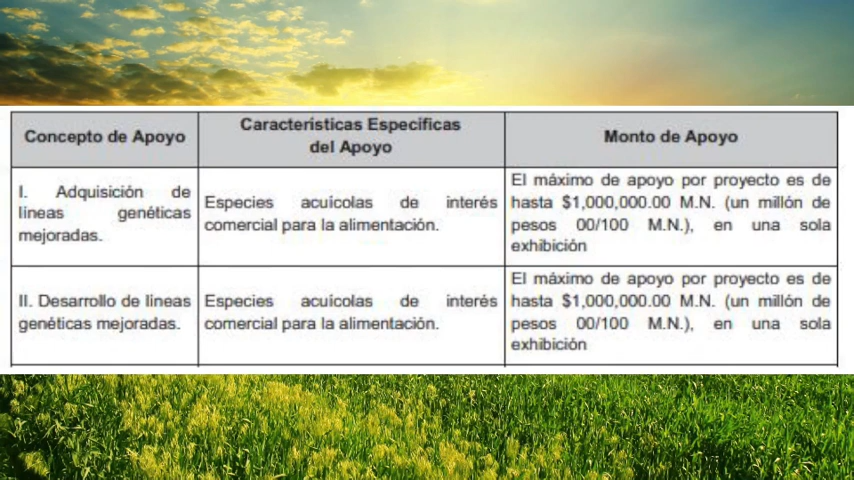 Concepto de Apoyo
Características Específicas
del Apoyo
Monto de Apoyo
I. Adquisición de
líneas genéticas
mejoradas.
Especies acuícolas de interés
comercial para la alimentación.
El máximo de apoyo por proyecto es de
hasta $1,000,000.00 M.N. (un millón de
pesos 00/100 M.N.), en una sola
exhibición
II. Desarrollo de líneas
genéticas mejoradas.
Especies acuícolas de interés
comercial para la alimentación.
El máximo de apoyo por proyecto es de
hasta $1,000,000.00 M.N. (un millón de
pesos 00/100 M.N.), en una sola
exhibición